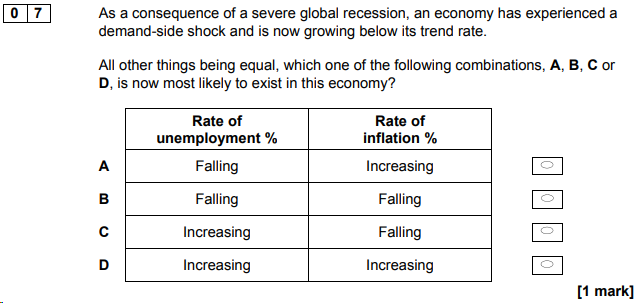 0 7 As a consequence of a severe global recession, an economy has experienced a
demand-side shock and is now growing below its trend rate.
All other things being equal, which one of the following combinations, A, B, C or
D, is now most likely to exist in this economy?
Rate of unemployment % Rate of inflation %
A Falling Increasing
B Falling Falling
C Increasing Falling
D Increasing Increasing
[1 mark]